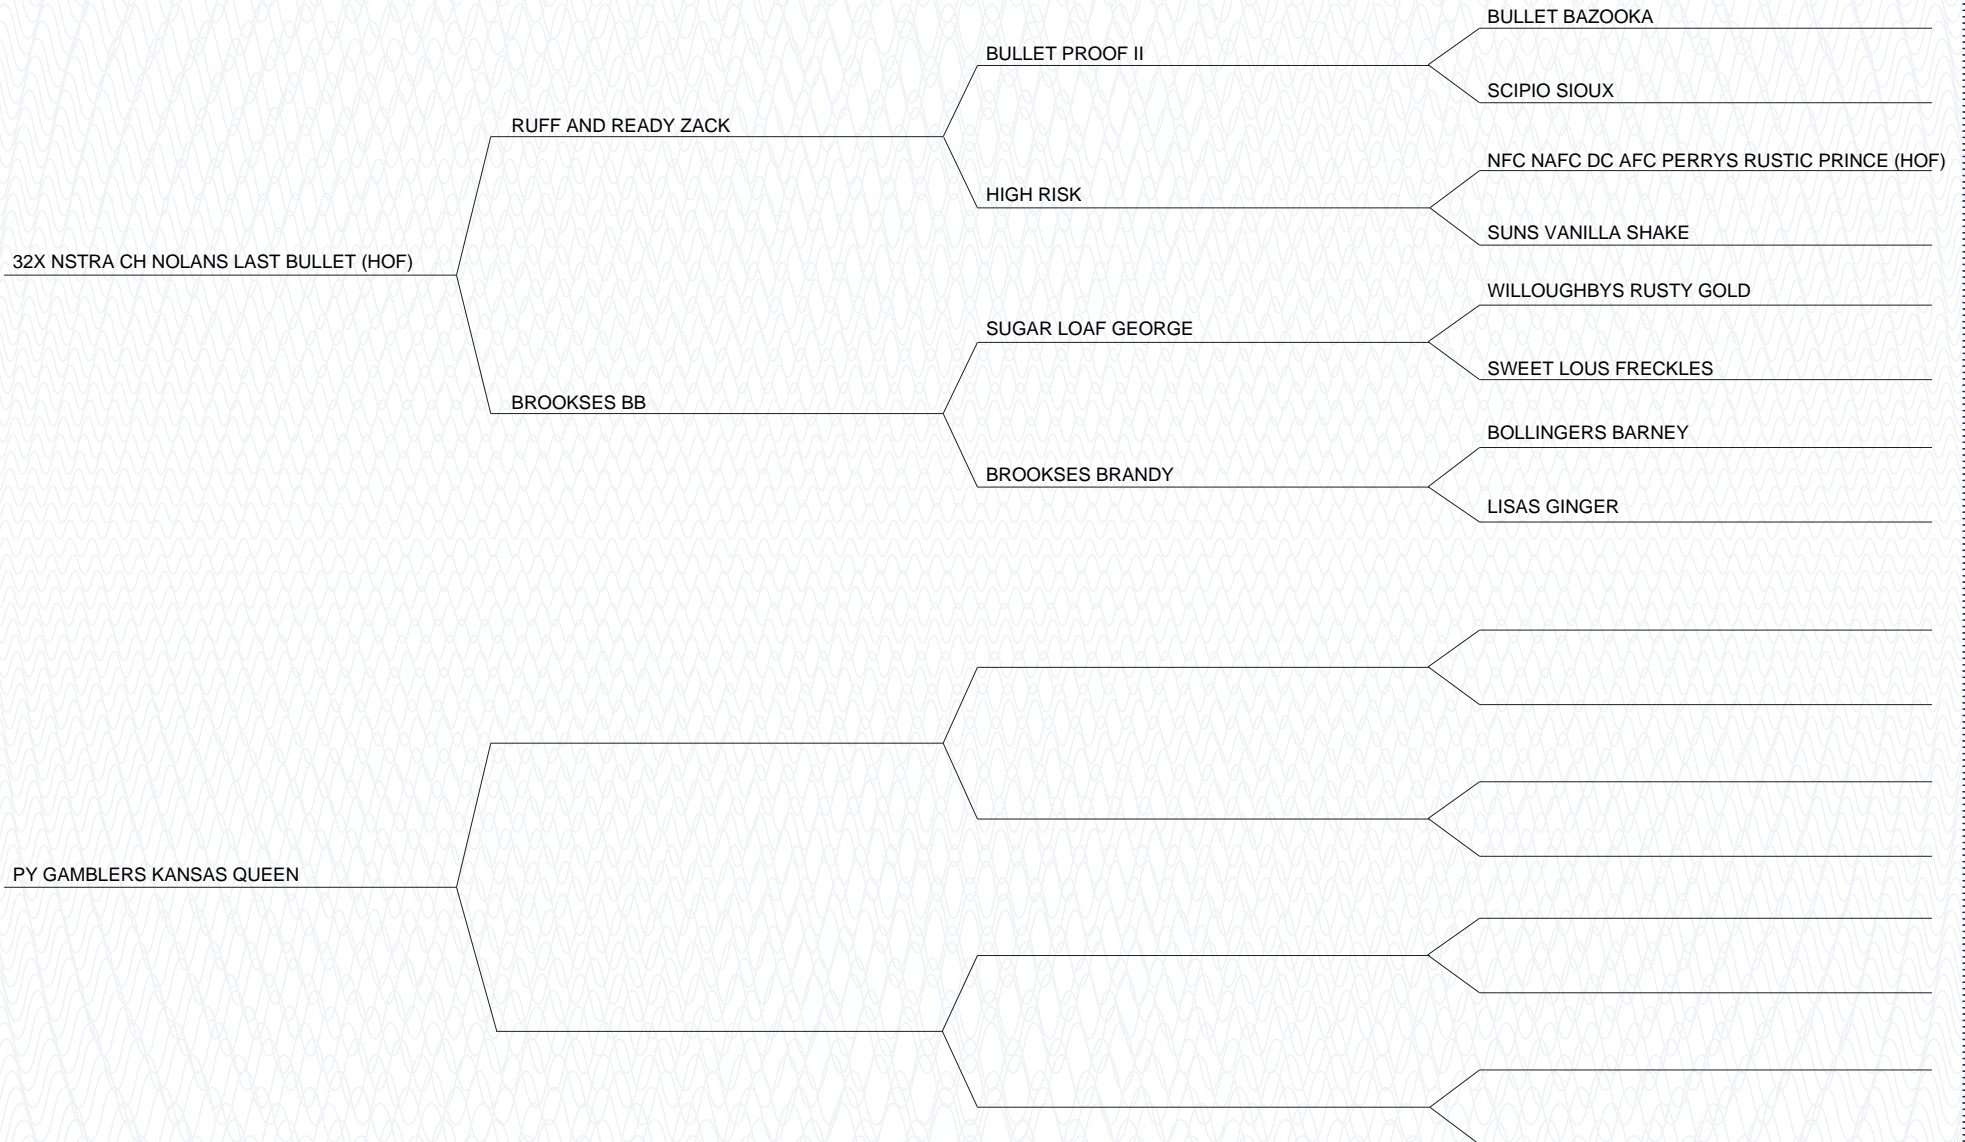 BULLET BAZOOKA
BULLET PROOF II
SCIPIO SIOUX
RUFF AND READY ZACK
NFC NAFC DC AFC PERRYS RUSTIC PRINCE (HOF)
HIGH RISK
SUNS VANILLA SHAKE
32X NSTRA CH NOLANS LAST BULLET (HOF)
WILLOUGHBYS RUSTY GOLD
SUGAR LOAF GEORGE
SWEET LOUS FRECKLES
BROOKSES BB
BOLLINGERS BARNEY
BROOKSES BRANDY
LISAS GINGER
PY GAMBLERS KANSAS QUEEN